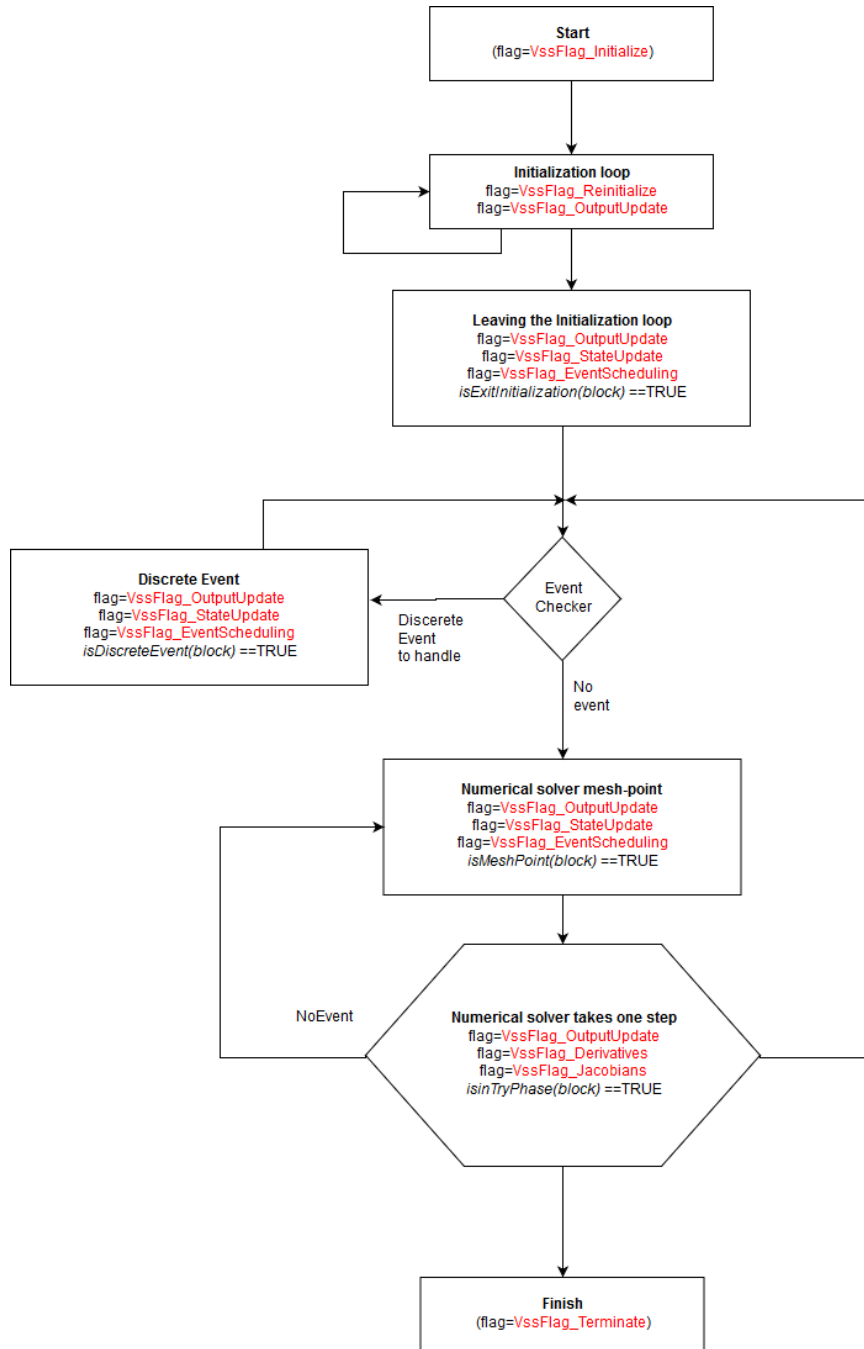 Start
(flag=VssFlag_Initialize)
Initialization loop
flag=VssFlag_Reinitialize
flag=VssFlag_OutputUpdate
Leaving the Initialization loop
flag=VssFlag_OutputUpdate
flag=VssFlag_StateUpdate
flag=VssFlag_EventScheduling
isExitInitialization(block) ==TRUE
Event
Checker
Discrete Event
flag=VssFlag_OutputUpdate
flag=VssFlag_StateUpdate
flag=VssFlag_EventScheduling
isDiscreteEvent(block) ==TRUE
Discerete
Event
to handle
No
event
Numerical solver mesh-point
flag=VssFlag_OutputUpdate
flag=VssFlag_StateUpdate
flag=VssFlag_EventScheduling
isMeshPoint(block) ==TRUE
NoEvent
Numerical solver takes one step
flag=VssFlag_OutputUpdate
flag=VssFlag_Derivatives
flag=VssFlag_Jacobians
isinTryPhase(block) ==TRUE
Finish
(flag=VssFlag_Terminate)